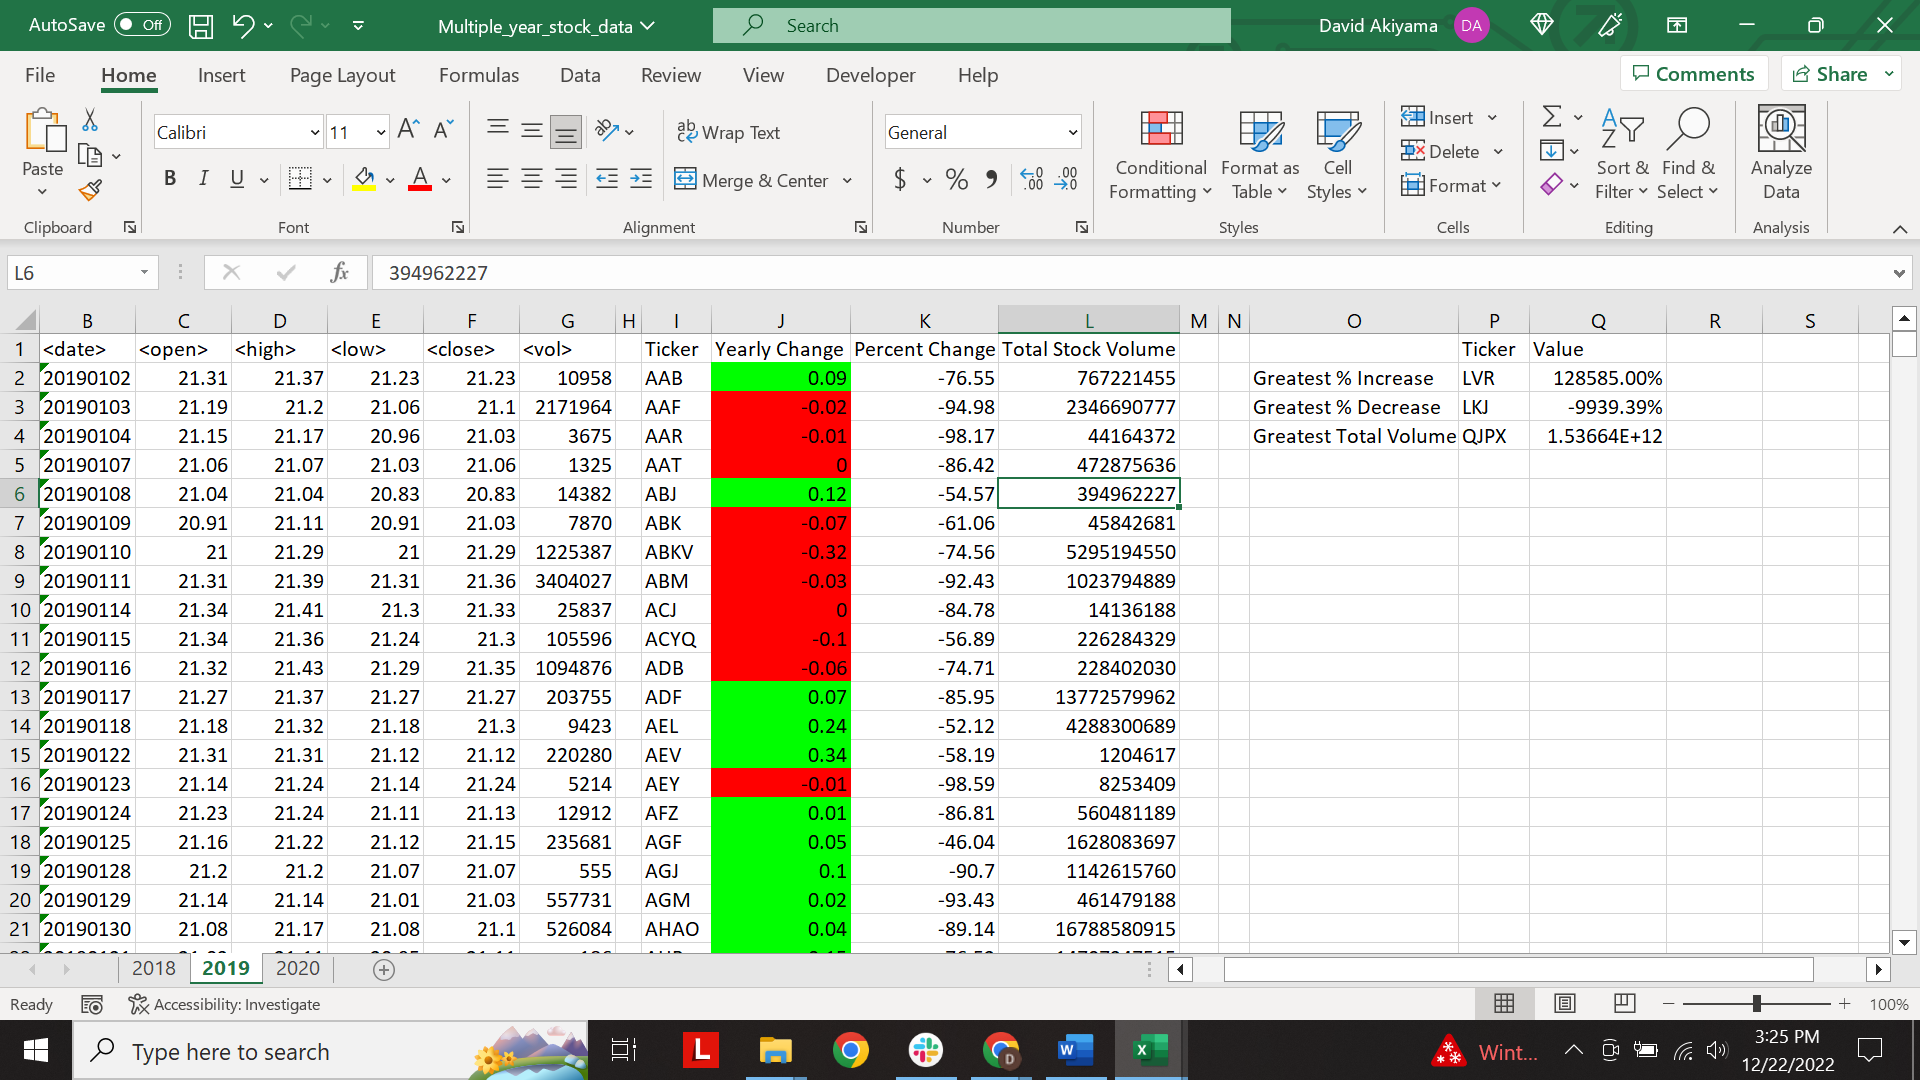 AutoSave Off Multiple_year_stock_data Search David Akiyama DA
File Home Insert Page Layout Formulas Data Review View Developer Help Comments Share
Paste Calibri 11 Wrap Text Merge & Center General Conditional Formatting Format as Table Cell Styles Insert Delete Format Sort & Filter Find & Select Analyze Data
Clipboard Font Alignment Number Styles Cells Editing Analysis
L6 fx 394962227
B C D E F G H I J K L M N O P Q R S
1 <date> <open> <high> <low> <close> <vol> Ticker Yearly Change Percent Change Total Stock Volume Ticker Value
2 20190102 21.31 21.37 21.23 21.23 10958 AAB 0.09 -76.55 767221455 Greatest % Increase LVR 128585.00%
3 20190103 21.19 21.2 21.06 21.1 2171964 AAF -0.02 -94.98 2346690777 Greatest % Decrease LKJ -9939.39%
4 20190104 21.15 21.17 20.96 21.03 3675 AAR -0.01 -98.17 44164372 Greatest Total Volume QJPX 1.53664E+12
5 20190107 21.06 21.07 21.03 21.06 1325 AAT 0 -86.42 472875636
6 20190108 21.04 21.04 20.83 20.83 14382 ABJ 0.12 -54.57 394962227
7 20190109 20.91 21.11 20.91 21.03 7870 ABK -0.07 -61.06 45842681
8 20190110 21 21.29 21 21.29 1225387 ABKV -0.32 -74.56 5295194550
9 20190111 21.31 21.39 21.31 21.36 3404027 ABM -0.03 -92.43 1023794889
10 20190114 21.34 21.41 21.3 21.33 25837 ACJ 0 -84.78 14136188
11 20190115 21.34 21.36 21.24 21.3 105596 ACYQ -0.1 -56.89 226284329
12 20190116 21.32 21.43 21.29 21.35 1094876 ADB -0.06 -74.71 228402030
13 20190117 21.27 21.37 21.27 21.27 203755 ADF 0.07 -85.95 13772579962
14 20190118 21.18 21.32 21.18 21.3 9423 AEL 0.24 -52.12 4288300689
15 20190122 21.31 21.31 21.12 21.12 220280 AEV 0.34 -58.19 1204617
16 20190123 21.14 21.24 21.14 21.24 5214 AEY -0.01 -98.59 8253409
17 20190124 21.23 21.24 21.11 21.13 12912 AFZ 0.01 -86.81 560481189
18 20190125 21.16 21.22 21.12 21.15 235681 AGF 0.05 -46.04 1628083697
19 20190128 21.2 21.2 21.07 21.07 555 AGJ 0.1 -90.7 1142615760
20 20190129 21.14 21.14 21.01 21.03 557731 AGM 0.02 -93.43 461479188
21 20190130 21.08 21.17 21.08 21.1 526084 AHAO 0.04 -89.14 16788580915
2018 2019 2020
Ready Accessibility: Investigate 100%
Type here to search Wint... 3:25 PM
12/22/2022